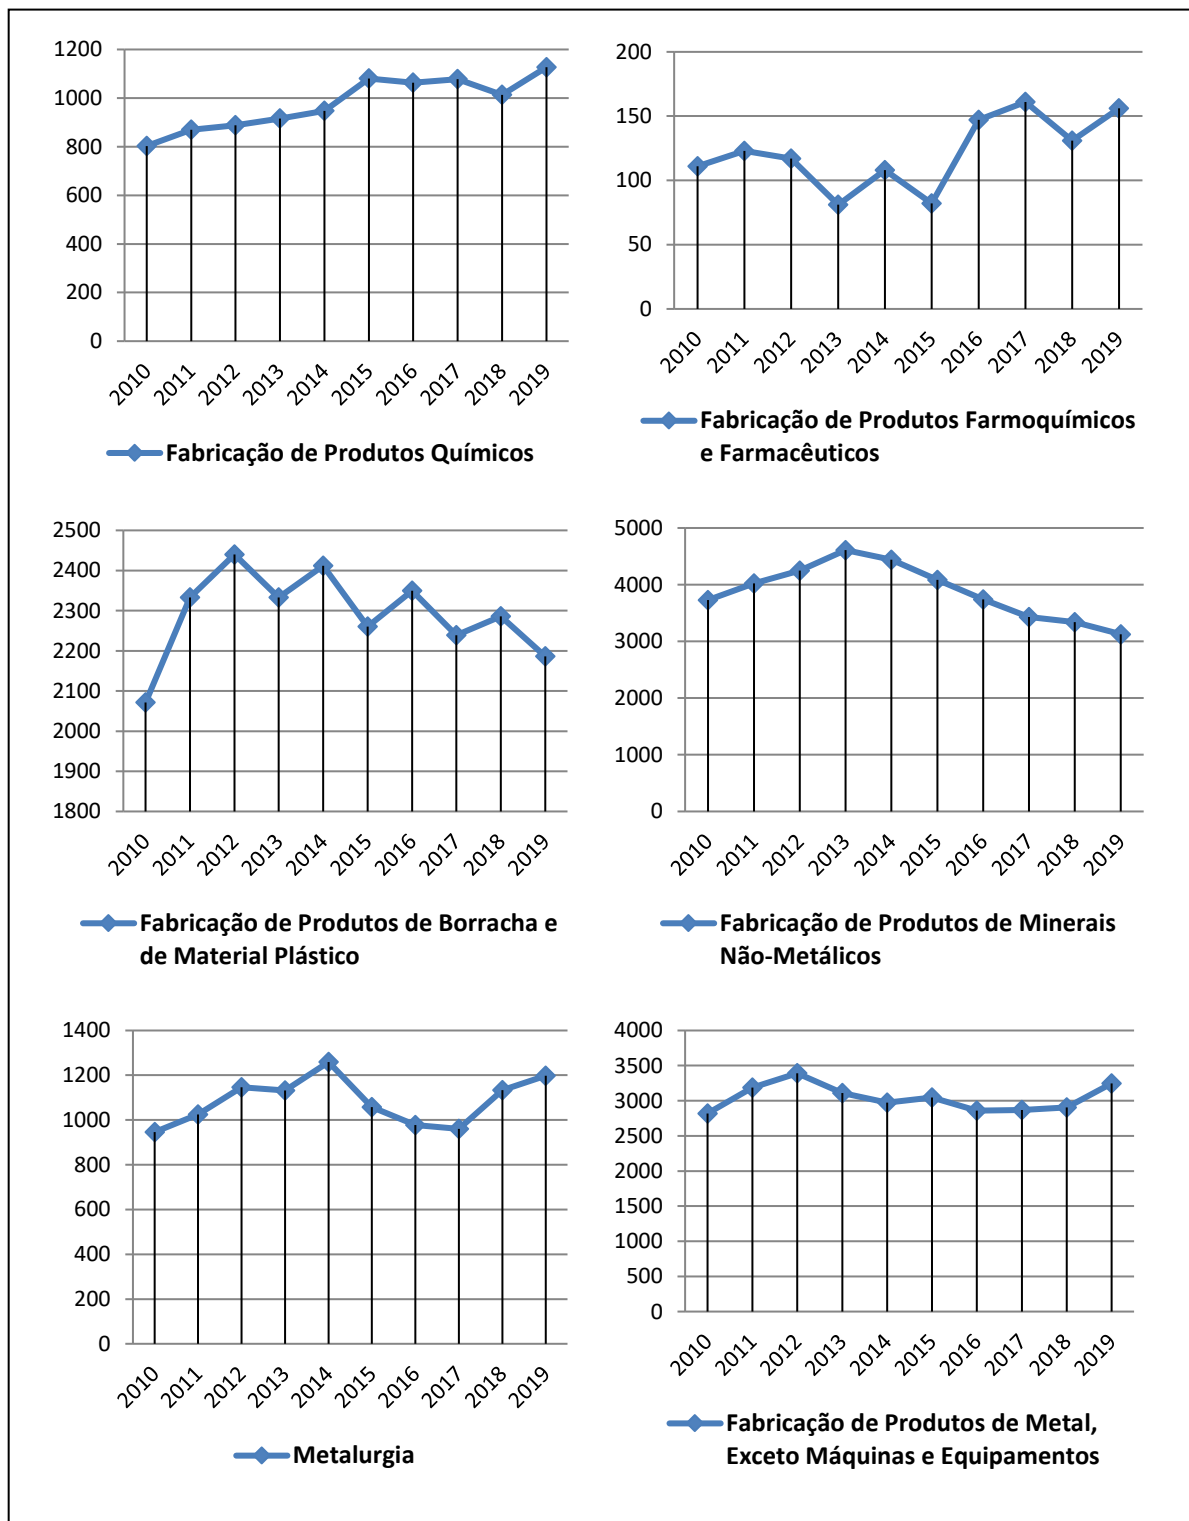 1200
1000
800
600
400
200
0
2010 2011 2012 2013 2014 2015 2016 2017 2018 2019
Fabricação de Produtos Químicos
200
150
100
50
0
2010 2011 2012 2013 2014 2015 2016 2017 2018 2019
Fabricação de Produtos Farmoquímicos
e Farmacêuticos
2500
2400
2300
2200
2100
2000
1900
1800
2010 2011 2012 2013 2014 2015 2016 2017 2018 2019
Fabricação de Produtos de Borracha e
de Material Plástico
5000
4000
3000
2000
1000
0
2010 2011 2012 2013 2014 2015 2016 2017 2018 2019
Fabricação de Produtos de Minerais
Não-Metálicos
1400
1200
1000
800
600
400
200
0
2010 2011 2012 2013 2014 2015 2016 2017 2018 2019
Metalurgia
4000
3500
3000
2500
2000
1500
1000
500
0
2010 2011 2012 2013 2014 2015 2016 2017 2018 2019
Fabricação de Produtos de Metal,
Exceto Máquinas e Equipamentos